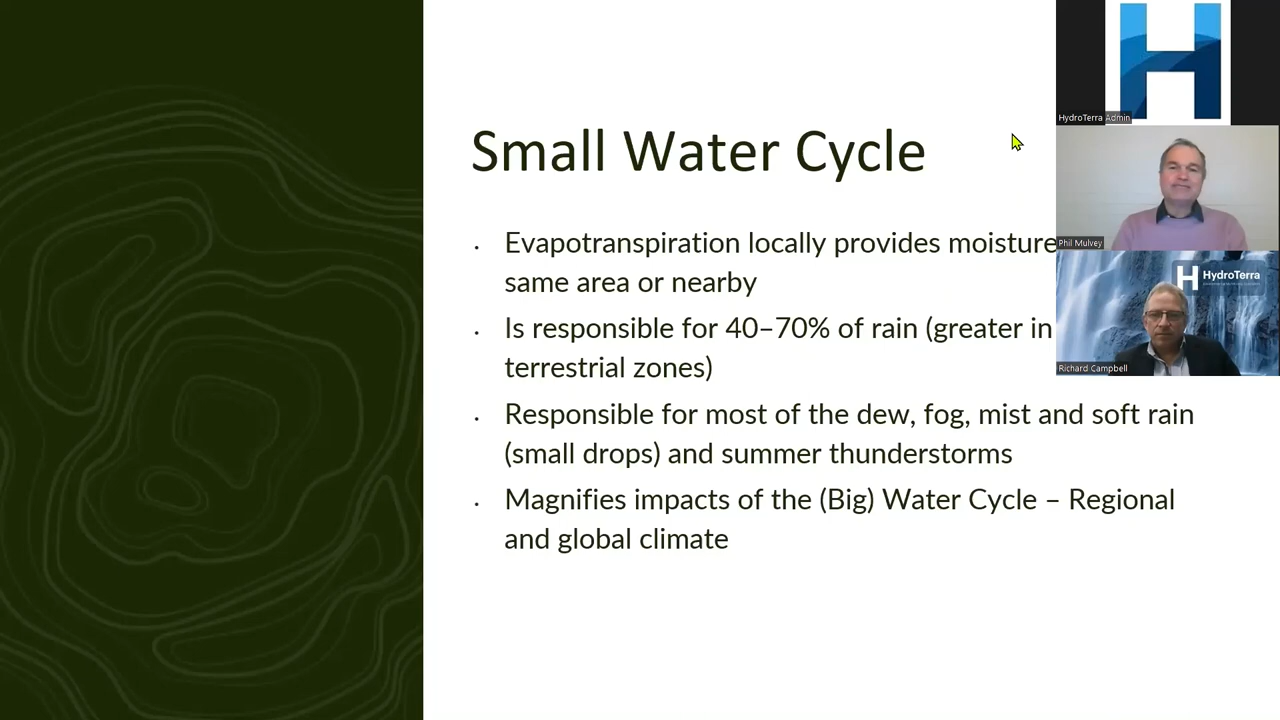 Small Water Cycle
• Evapotranspiration locally provides moisture
same area or nearby
• Is responsible for 40–70% of rain (greater in
terrestrial zones)
• Responsible for most of the dew, fog, mist and soft rain
(small drops) and summer thunderstorms
• Magnifies impacts of the (Big) Water Cycle – Regional
and global climate
H
HydroTerra Admin
Phil Mulvey
H HydroTerra
Richard Campbell